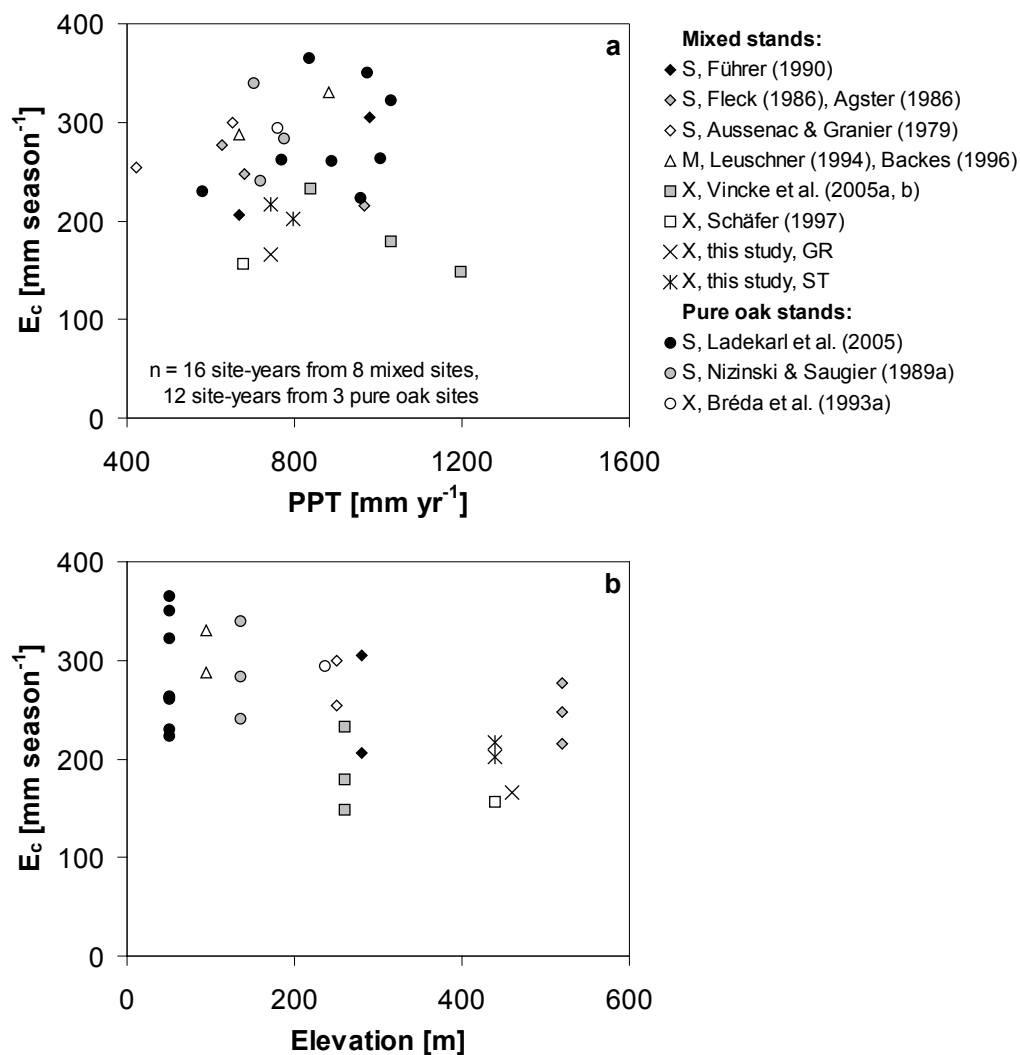 400
300
200
100
0
E_c [mm season^-1]
a
n = 16 site-years from 8 mixed sites,
12 site-years from 3 pure oak sites
400 800 1200 1600
PPT [mm yr^-1]
Mixed stands:
S, Führer (1990)
S, Fleck (1986), Agster (1986)
S, Aussenac & Granier (1979)
M, Leuschner (1994), Backes (1996)
X, Vincke et al. (2005a, b)
X, Schäfer (1997)
X, this study, GR
X, this study, ST
Pure oak stands:
S, Ladekarl et al. (2005)
S, Nizinski & Saugier (1989a)
X, Bréda et al. (1993a)
400
300
200
100
0
E_c [mm season^-1]
b
0 200 400 600
Elevation [m]